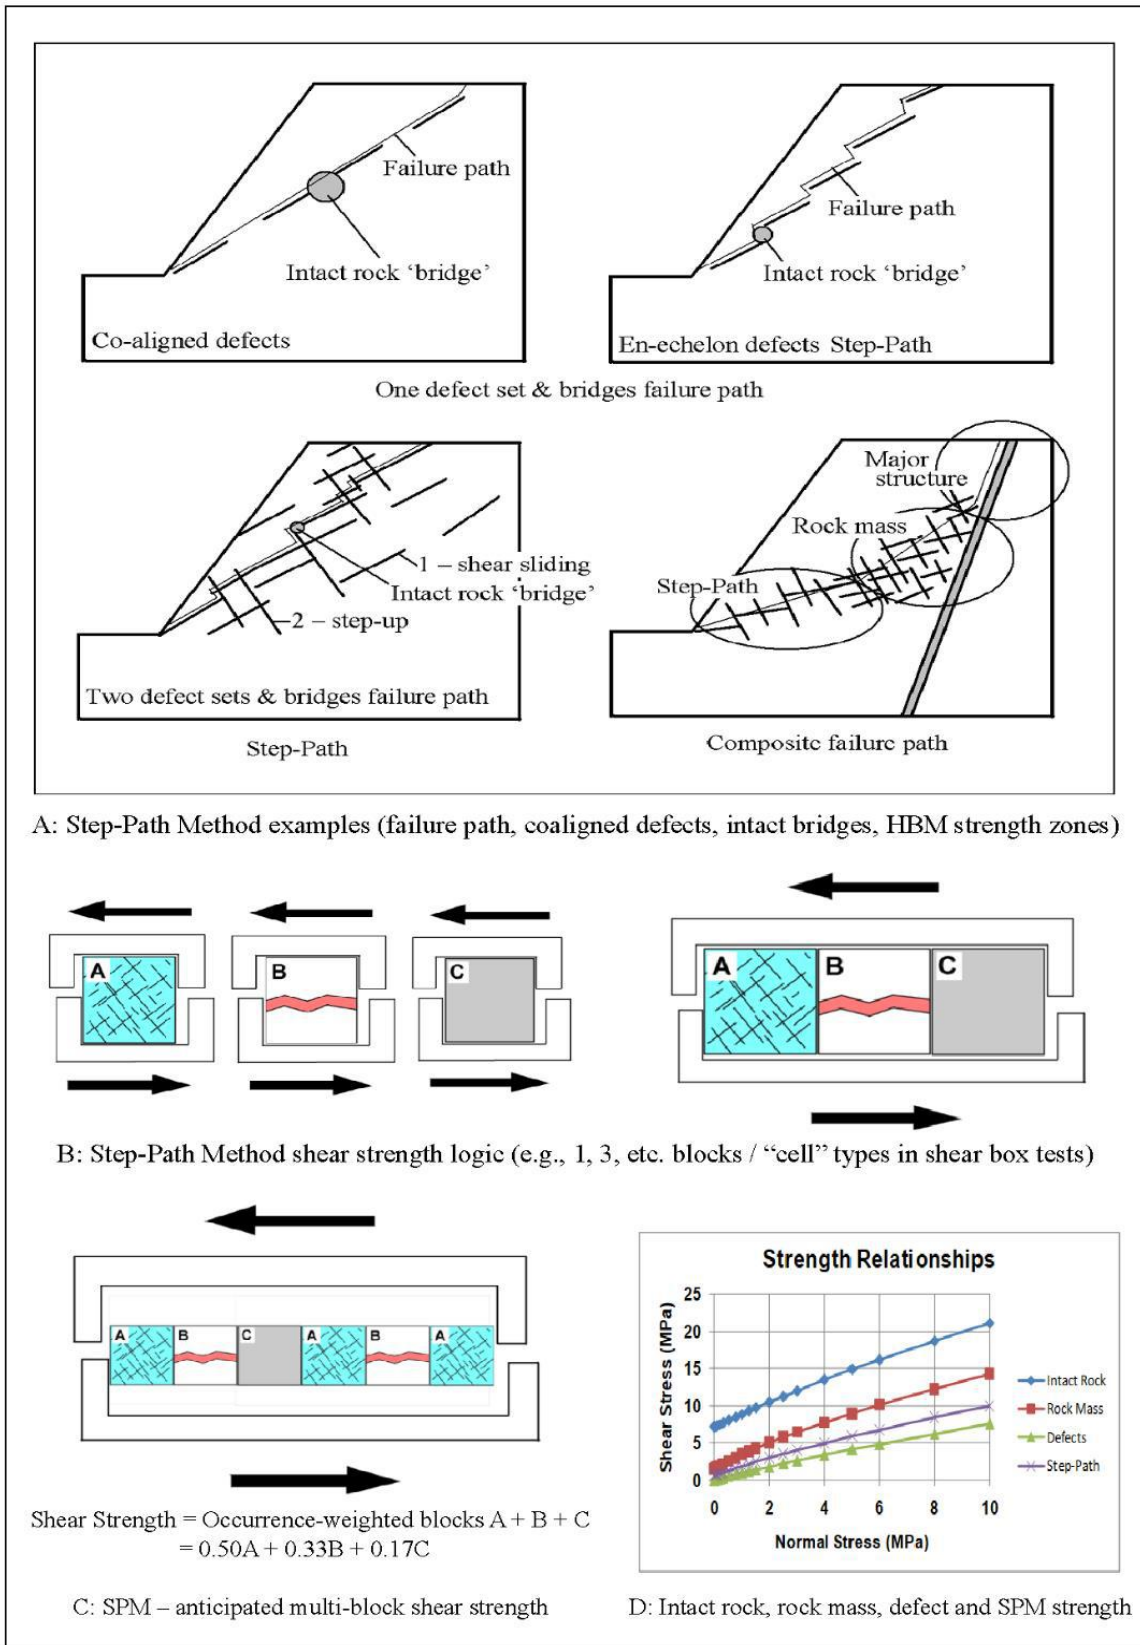 Failure path
Intact rock ‘bridge’
Co-aligned defects
Failure path
Intact rock ‘bridge’
En-echelon defects Step-Path
One defect set & bridges failure path
1 – shear sliding
Intact rock ‘bridge’
2 – step-up
Two defect sets & bridges failure path
Step-Path
Major
structure
Rock mass
Step-Path
Composite failure path
A: Step-Path Method examples (failure path, coaligned defects, intact bridges, HBM strength zones)
A
B
C
A
B
C
B: Step-Path Method shear strength logic (e.g., 1, 3, etc. blocks / “cell” types in shear box tests)
A
B
C
A
B
A
Shear Strength = Occurrence-weighted blocks A + B + C
= 0.50A + 0.33B + 0.17C
C: SPM – anticipated multi-block shear strength
Strength Relationships
Shear Stress (MPa)
25
20
15
10
5
0
0 2 4 6 8 10
Normal Stress (MPa)
Intact Rock
Rock Mass
Defects
Step-Path
D: Intact rock, rock mass, defect and SPM strength